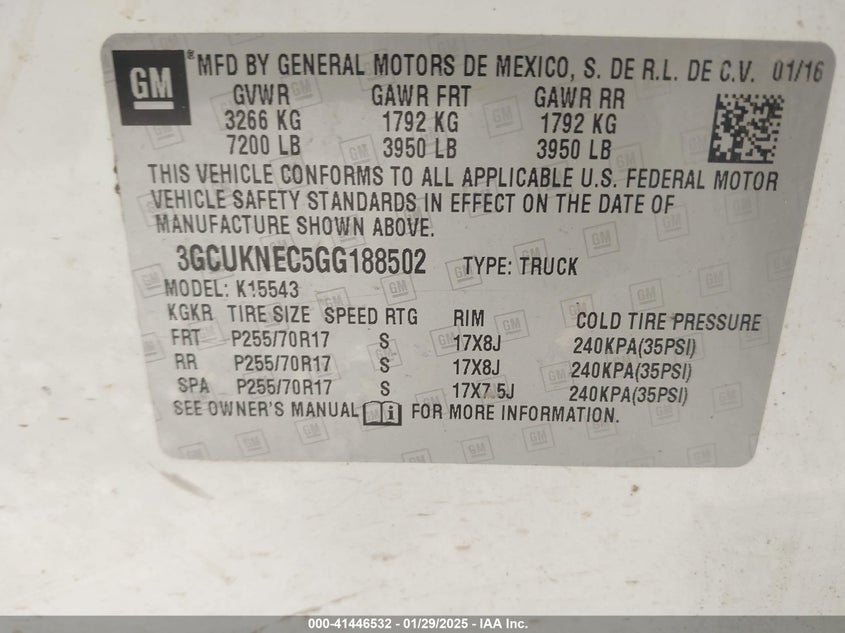 GM
® MFD BY GENERAL MOTORS DE MEXICO, S. DE R.L. DE C.V. 01/16
GVWR GAWR FRT GAWR RR
3266 KG 1792 KG 1792 KG
7200 LB 3950 LB 3950 LB
THIS VEHICLE CONFORMS TO ALL APPLICABLE U.S. FEDERAL MOTOR
VEHICLE SAFETY STANDARDS IN EFFECT ON THE DATE OF
MANUFACTURE SHOWN ABOVE.
3GCUKNEC5GG188502 TYPE: TRUCK
MODEL: K15543
KGKR TIRE SIZE SPEED RTG RIM COLD TIRE PRESSURE
FRT P255/70R17 S 17X8J 240KPA(35PSI)
RR P255/70R17 S 17X8J 240KPA(35PSI)
SPA P255/70R17 S 17X7.5J 240KPA(35PSI)
SEE OWNER'S MANUAL i FOR MORE INFORMATION.
000-41446532 - 01/29/2025 - IAA Inc.